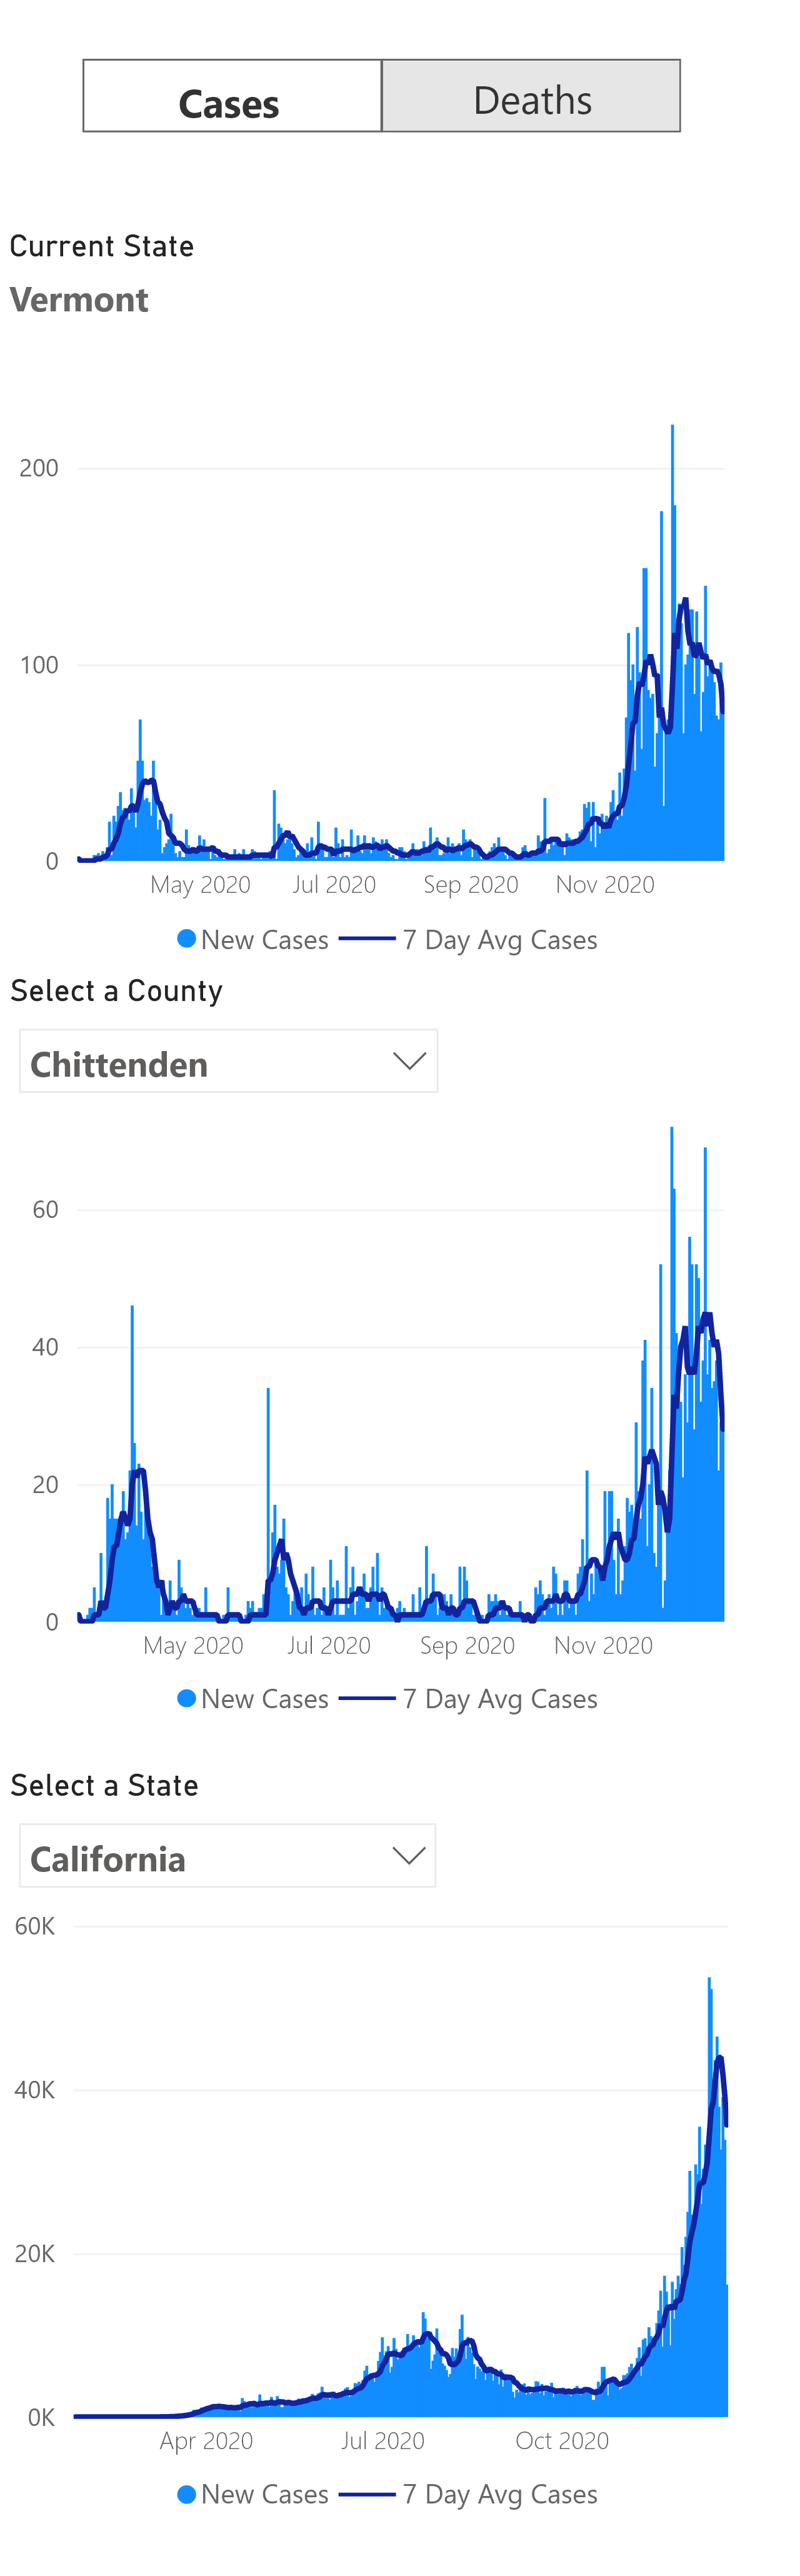 Cases Deaths
Current State
Vermont
200
100
0
May 2020 Jul 2020 Sep 2020 Nov 2020
New Cases 7 Day Avg Cases
Select a County
Chittenden
60
40
20
0
May 2020 Jul 2020 Sep 2020 Nov 2020
New Cases 7 Day Avg Cases
Select a State
California
60K
40K
20K
0K
Apr 2020 Jul 2020 Oct 2020
New Cases 7 Day Avg Cases